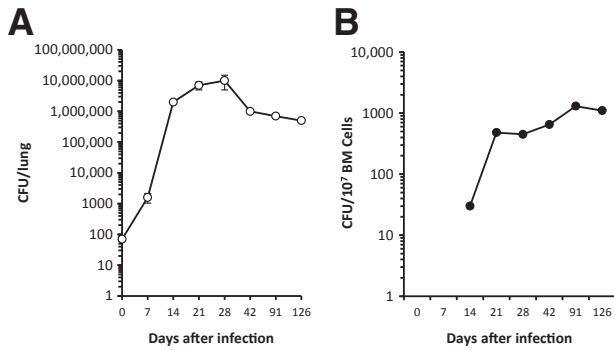 A
100,000,000
10,000,000
1,000,000
100,000
10,000
1000
100
10
1
CFU/lung
0 7 14 21 28 42 91 126
Days after infection
B
10,000
1000
100
10
1
CFU/10⁷ BM Cells
0 7 14 21 28 42 91 126
Days after infection